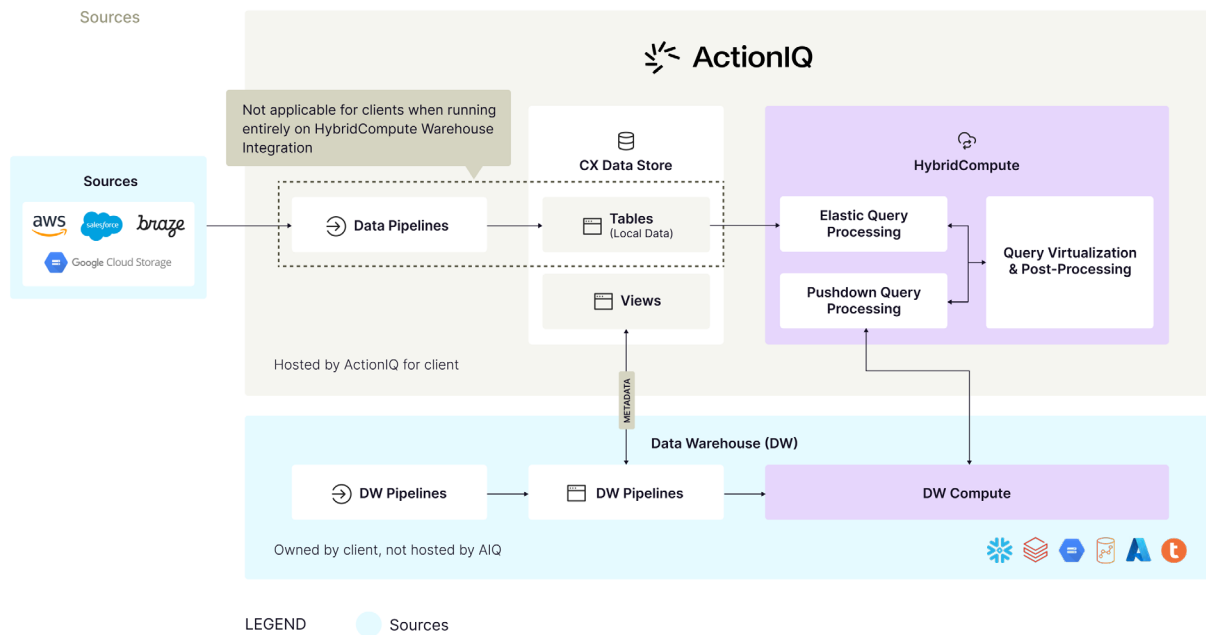 Sources
ActionIQ
Not applicable for clients when running
entirely on HybridCompute Warehouse
Integration
CX Data Store
HybridCompute
Sources
aws
salesforce
braze
Google Cloud Storage
Data Pipelines
Tables
(Local Data)
Elastic Query
Processing
Query Virtualization
& Post-Processing
Views
Pushdown Query
Processing
Hosted by ActionIQ for client
METADATA
Data Warehouse (DW)
DW Pipelines
DW Pipelines
DW Compute
Owned by client, not hosted by AIQ
t
LEGEND
Sources